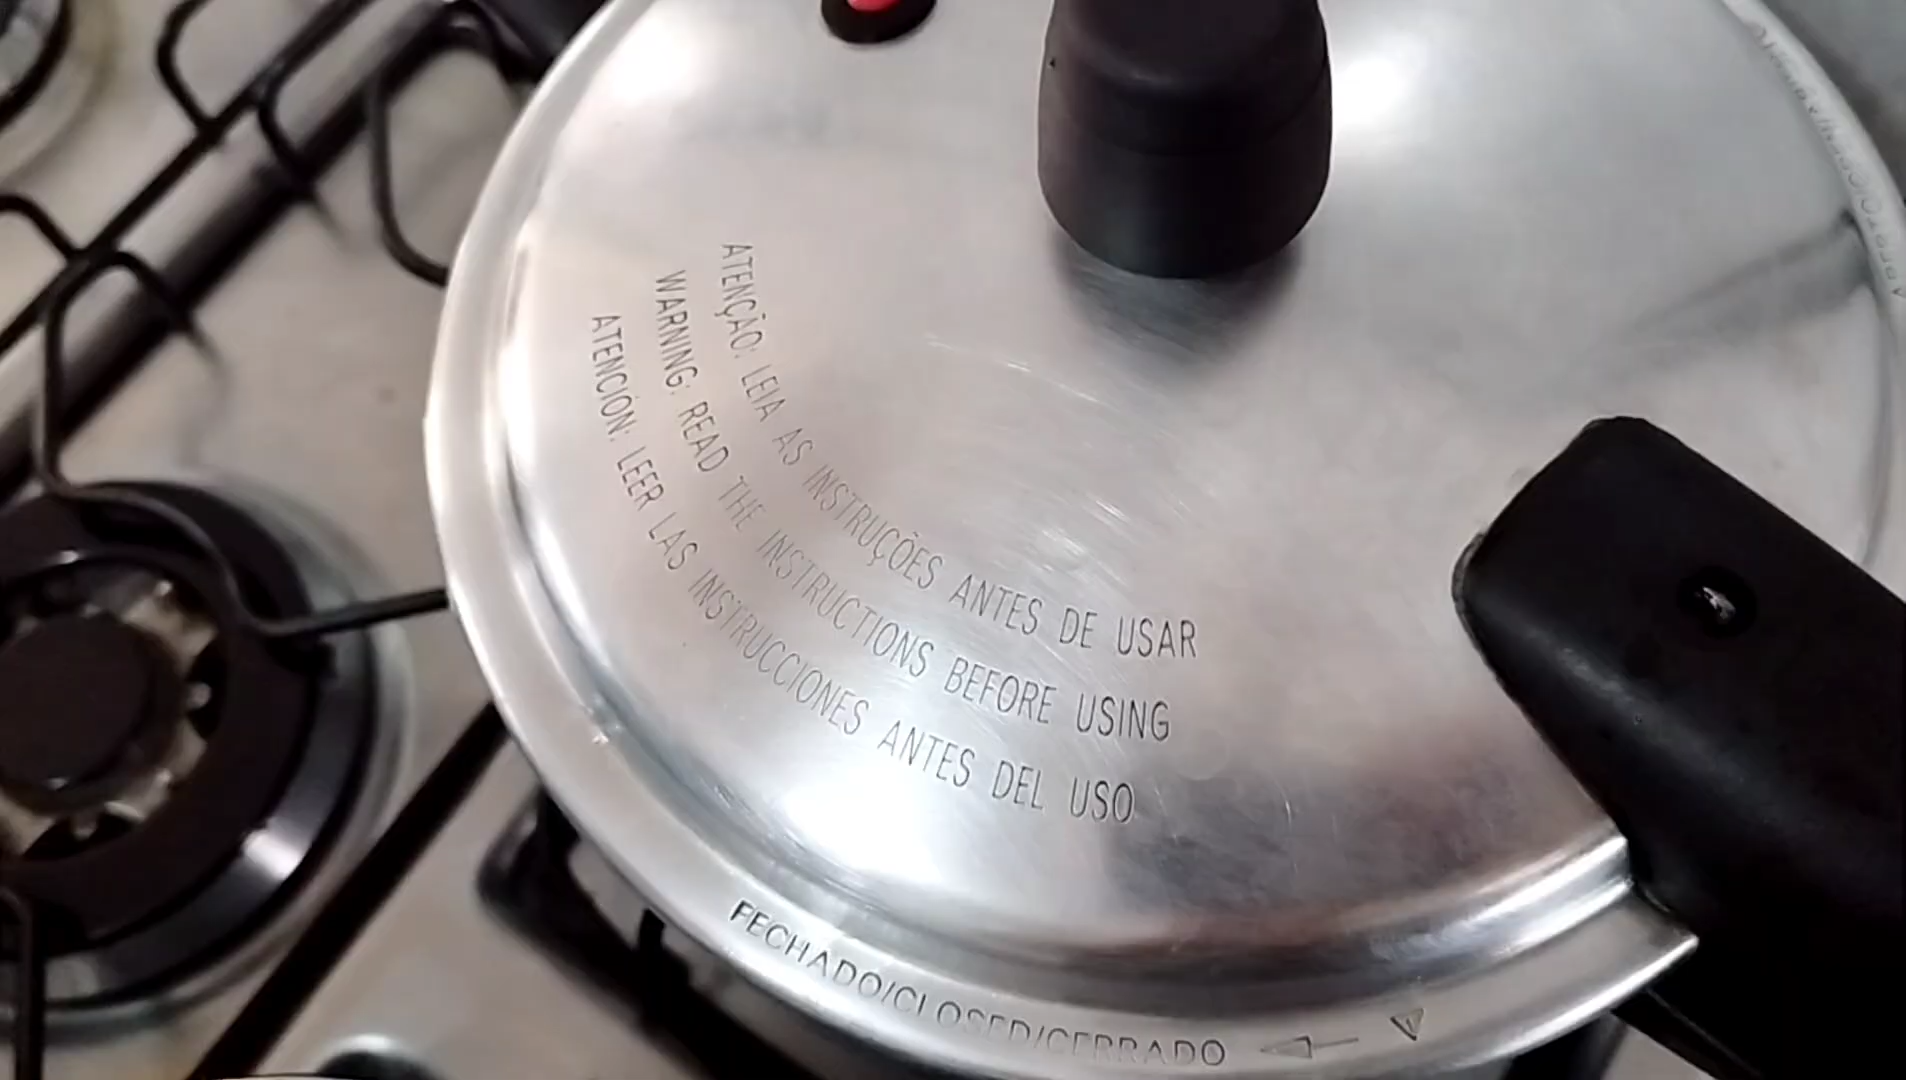 ATENÇÃO: LEIA AS INSTRUÇÕES ANTES DE USAR
WARNING: READ THE INSTRUCTIONS BEFORE USING
ATENCIÓN: LEER LAS INSTRUCCIONES ANTES DEL USO
FECHADO/CLOSED/CERRADO